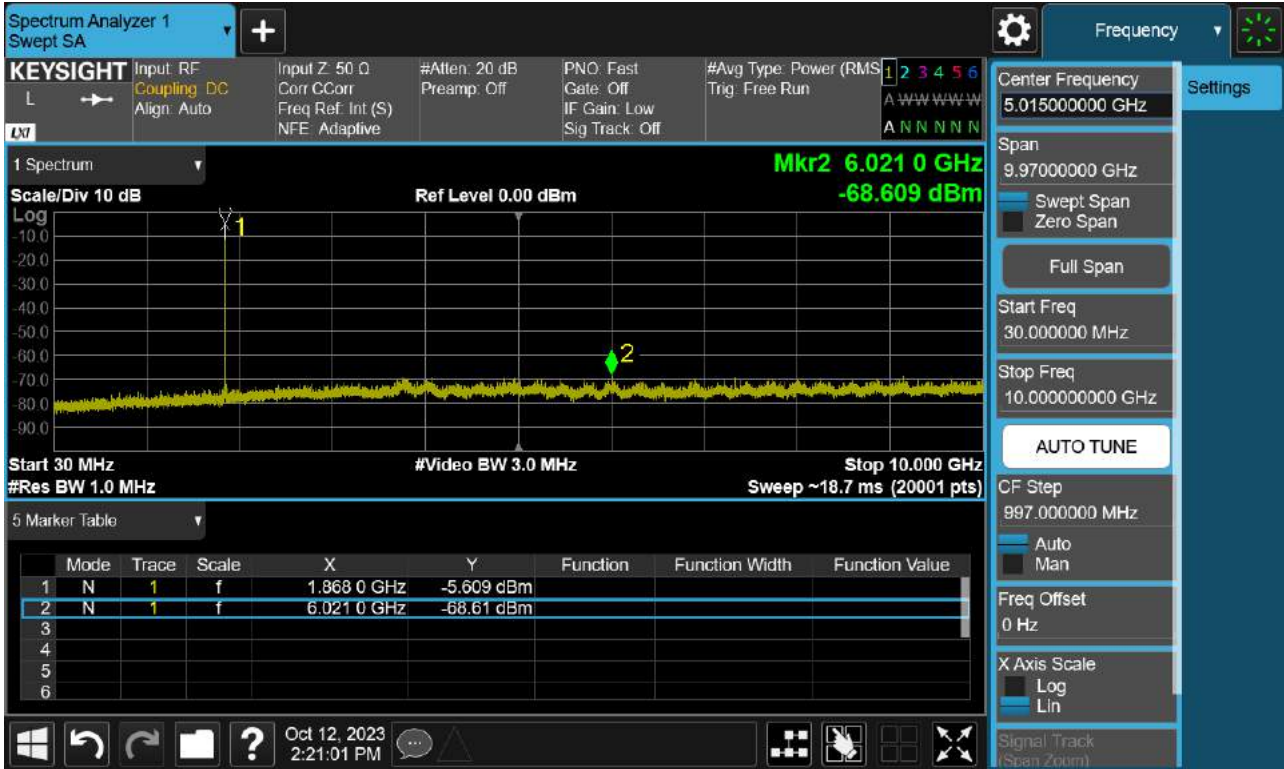 Spectrum Analyzer 1
Swept SA
+
Frequency
KEYSIGHT
L
LXI
Input: RF
Coupling: DC
Align: Auto
Input Z: 50 Ω
Corr CCorr
Freq Ref: Int (S)
NFE: Adaptive
#Atten: 20 dB
Preamp: Off
PNO: Fast
Gate: Off
IF Gain: Low
Sig Track: Off
#Avg Type: Power (RMS
Trig: Free Run
1 2 3 4 5 6
A W W W W W
A N N N N N
1 Spectrum
Mkr2 6.021 0 GHz
Scale/Div 10 dB
Ref Level 0.00 dBm
-68.609 dBm
Log
1
-10.0
-20.0
-30.0
-40.0
-50.0
-60.0
2
-70.0
-80.0
-90.0
Start 30 MHz
#Video BW 3.0 MHz
Stop 10.000 GHz
#Res BW 1.0 MHz
Sweep ~18.7 ms (20001 pts)
5 Marker Table
Mode Trace Scale X Y Function Function Width Function Value
1 N 1 f 1.868 0 GHz -5.609 dBm
2 N 1 f 6.021 0 GHz -68.61 dBm
3
4
5
6
?
Oct 12, 2023
2:21:01 PM
Center Frequency
5.015000000 GHz
Settings
Span
9.97000000 GHz
Swept Span
Zero Span
Full Span
Start Freq
30.000000 MHz
Stop Freq
10.000000000 GHz
AUTO TUNE
CF Step
997.000000 MHz
Auto
Man
Freq Offset
0 Hz
X Axis Scale
Log
Lin
Signal Track
(Span Zoom)